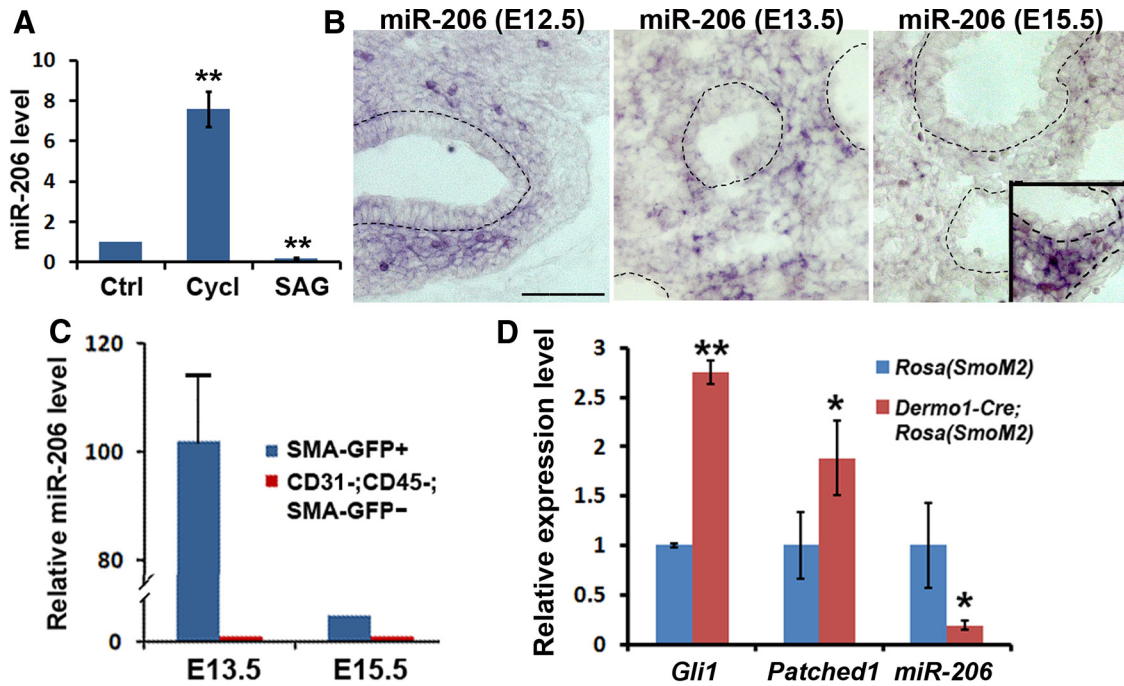 A
miR-206 level
10
8
6
4
2
0
**
**
Ctrl
Cycl
SAG
B
miR-206 (E12.5)
miR-206 (E13.5)
miR-206 (E15.5)
C
Relative miR-206 level
120
100
80
0
SMA-GFP+
CD31-;CD45-;
SMA-GFP-
E13.5
E15.5
D
Relative expression level
3
2.5
2
1.5
1
0.5
0
**
*
*
Rosa(SmoM2)
Dermo1-Cre;
Rosa(SmoM2)
Gli1
Patched1
miR-206